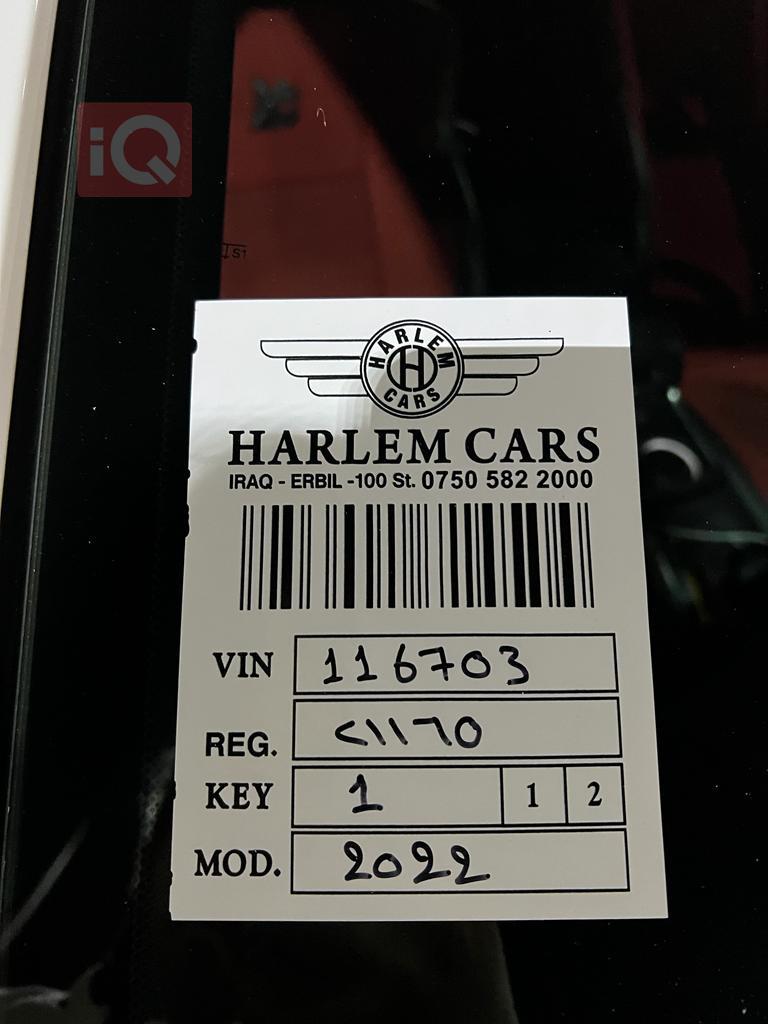 iQ
HARLEM
H
CARS
HARLEM CARS
IRAQ - ERBIL -100 St. 0750 582 2000
VIN 116703
REG.
KEY 1 1 2
MOD. 2022